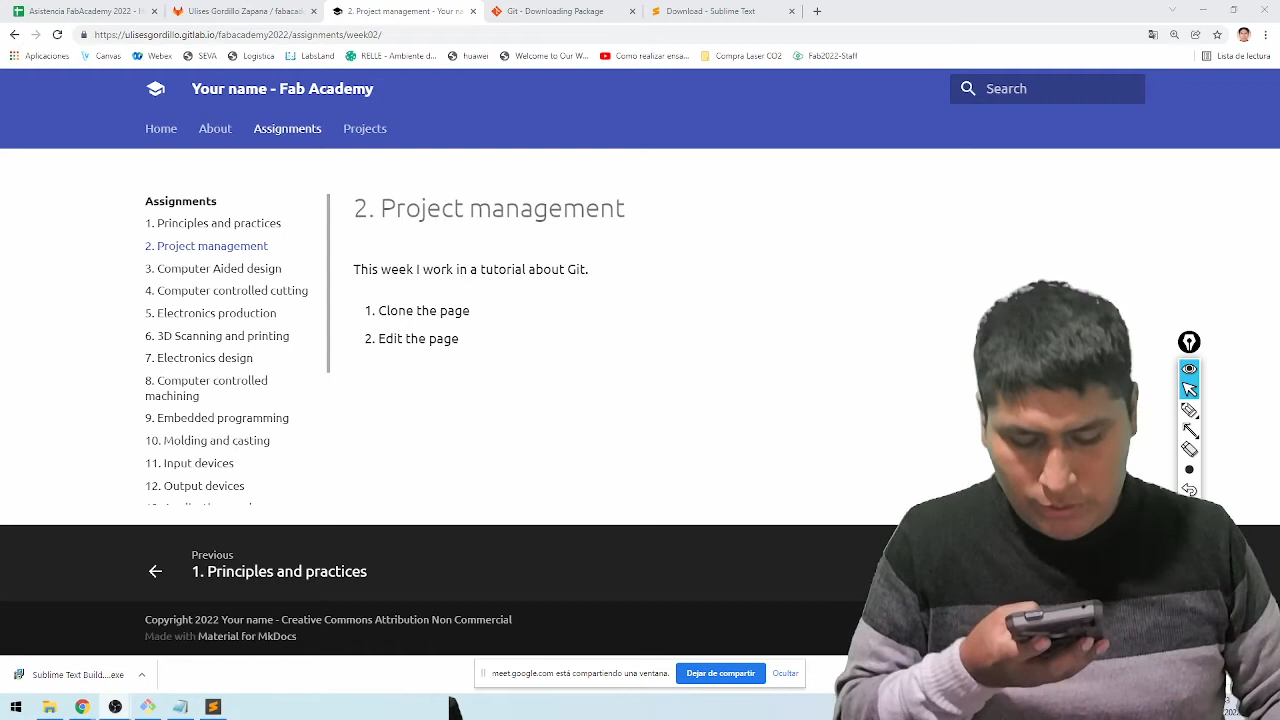 Asistencia FabAcademy 2022 - H
Ulises Gordillo Zapana / fabacad
2. Project management - Your na
Git - Downloading Package
Download - Sublime Text
https://ulisesgordillo.gitlab.io/fabacademy2022/assignments/week02/
Aplicaciones
Canvas
Webex
SEVA
Logistica
Labsland
RELLE - Ambiente d...
huawei
Welcome to Our W...
Como realizar ensa...
Compra Laser CO2
Fab2022-Staff
Lista de lectura
Your name - Fab Academy
Search
Home
About
Assignments
Projects
Assignments
1. Principles and practices
2. Project management
3. Computer Aided design
4. Computer controlled cutting
5. Electronics production
6. 3D Scanning and printing
7. Electronics design
8. Computer controlled
machining
9. Embedded programming
10. Molding and casting
11. Input devices
12. Output devices
2. Project management
This week I work in a tutorial about Git.
1. Clone the page
2. Edit the page
Previous
1. Principles and practices
Copyright 2022 Your name - Creative Commons Attribution Non Commercial
Made with Material for MkDocs
Sublime Text Build....exe
meet.google.com está compartiendo una ventana.
Dejar de compartir
Ocultar